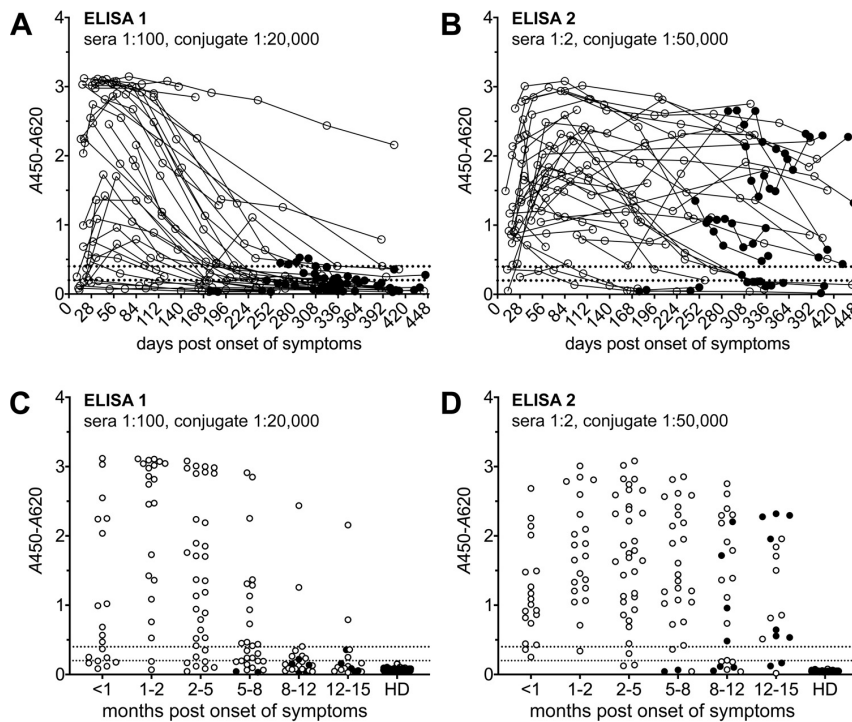 A
ELISA 1
sera 1:100, conjugate 1:20,000
A450-A620
4
3
2
1
0
0 28 56 84 112 140 168 196 224 252 280 308 336 364 392 420 448
days post onset of symptoms
B
ELISA 2
sera 1:2, conjugate 1:50,000
A450-A620
4
3
2
1
0
0 28 56 84 112 140 168 196 224 252 280 308 336 364 392 420 448
days post onset of symptoms
C
ELISA 1
sera 1:100, conjugate 1:20,000
A450-A620
4
3
2
1
0
<1 1-2 2-5 5-8 8-12 12-15 HD
months post onset of symptoms
D
ELISA 2
sera 1:2, conjugate 1:50,000
A450-A620
4
3
2
1
0
<1 1-2 2-5 5-8 8-12 12-15 HD
months post onset of symptoms